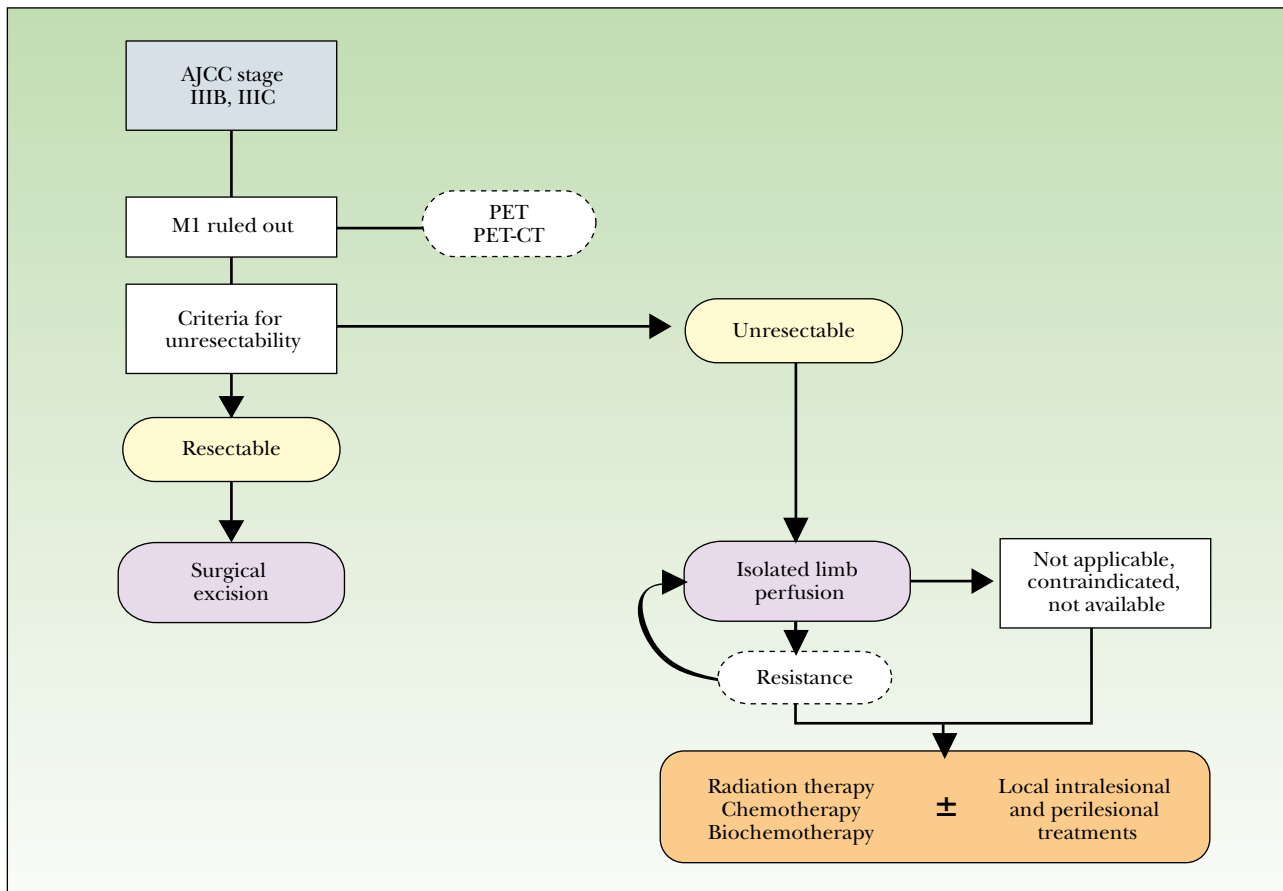 AJCC stage
IIIB, IIIC
M1 ruled out
PET
PET-CT
Criteria for
unresectability
Unresectable
Resectable
Surgical
excision
Isolated limb
perfusion
Not applicable,
contraindicated,
not available
Resistance
Radiation therapy
Chemotherapy
Biochemotherapy
±
Local intralesional
and perilesional
treatments